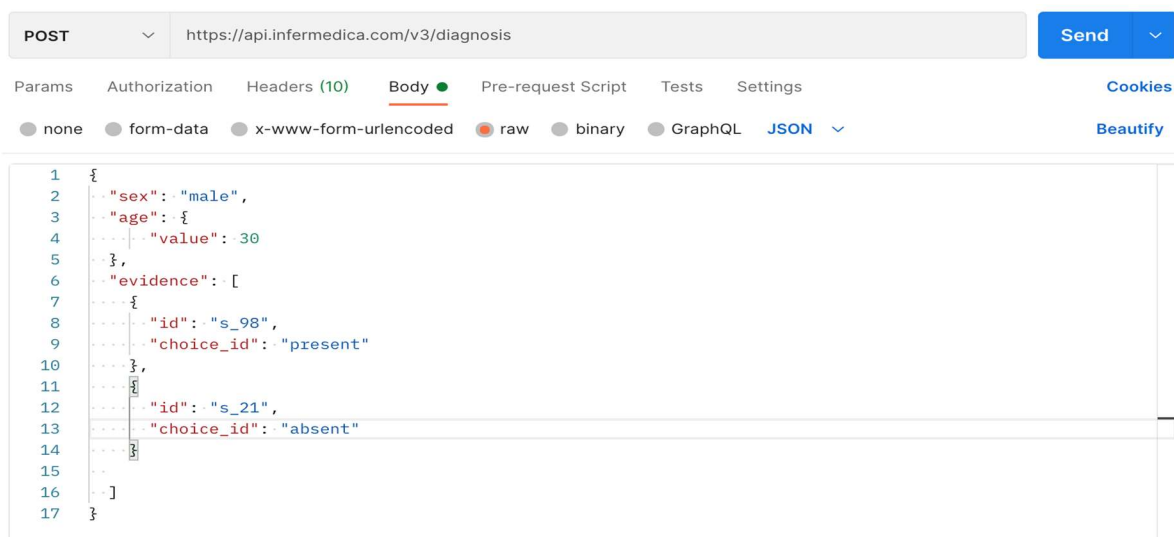 POST https://api.infermedica.com/v3/diagnosis Send
Params Authorization Headers (10) Body Pre-request Script Tests Settings Cookies
none form-data x-www-form-urlencoded raw binary GraphQL JSON Beautify
1 {
2 "sex": "male",
3 "age": {
4 "value": 30
5 },
6 "evidence": [
7 {
8 "id": "s_98",
9 "choice_id": "present"
10 },
11 {
12 "id": "s_21",
13 "choice_id": "absent"
14 }
15
16 ]
17 }